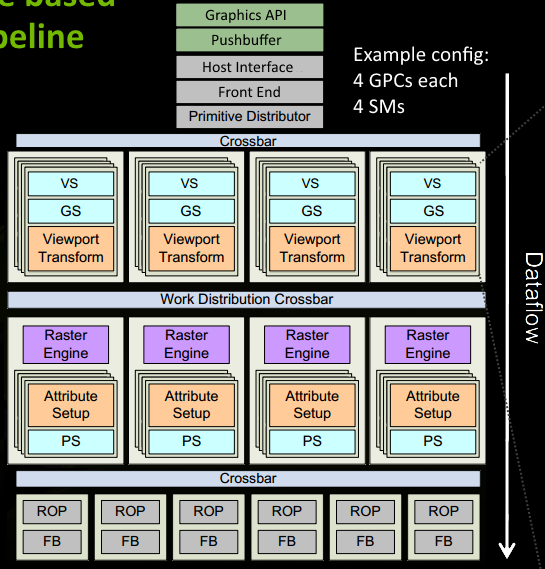 e based
peline
Graphics API
Pushbuffer
Host Interface
Front End
Primitive Distributor
Example config:
4 GPCs each
4 SMs
Crossbar
VS
GS
Viewport
Transform
VS
GS
Viewport
Transform
VS
GS
Viewport
Transform
VS
GS
Viewport
Transform
Dataflow
Work Distribution Crossbar
Raster
Engine
Attribute
Setup
PS
Raster
Engine
Attribute
Setup
PS
Raster
Engine
Attribute
Setup
PS
Raster
Engine
Attribute
Setup
PS
Crossbar
ROP
FB
ROP
FB
ROP
FB
ROP
FB
ROP
FB
ROP
FB